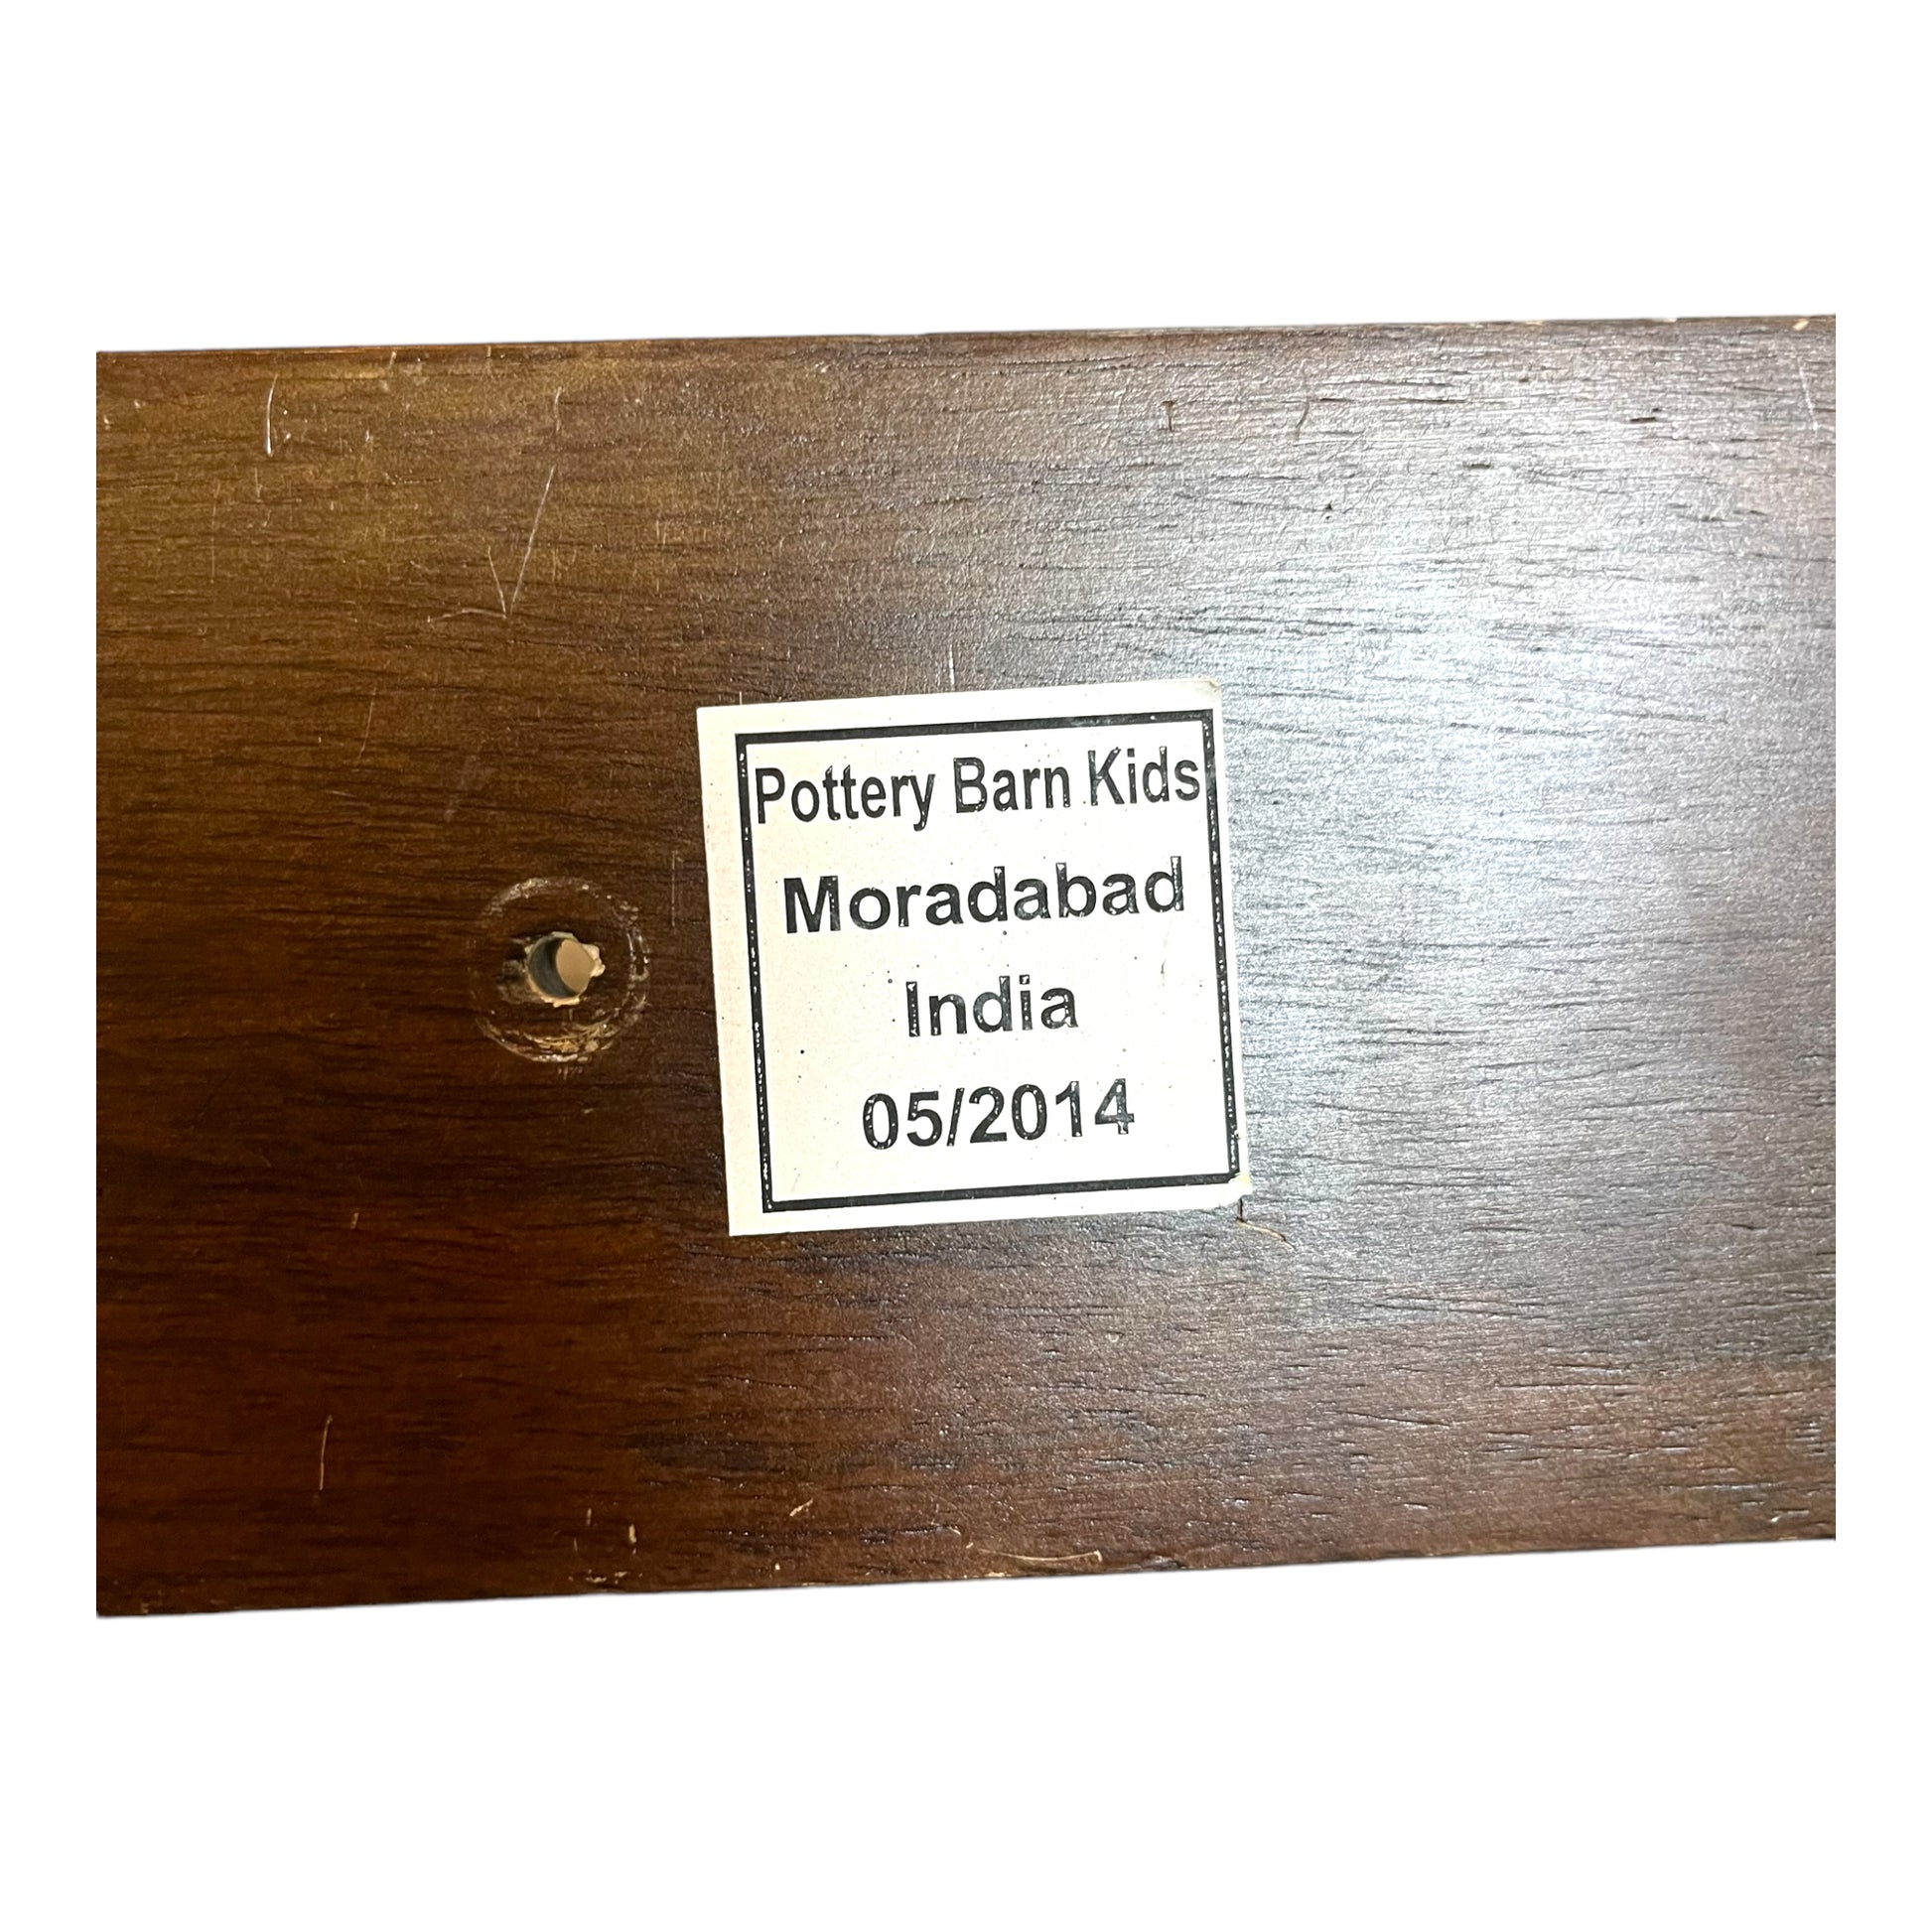 Pottery Barn Kids
Moradabad
India
05/2014